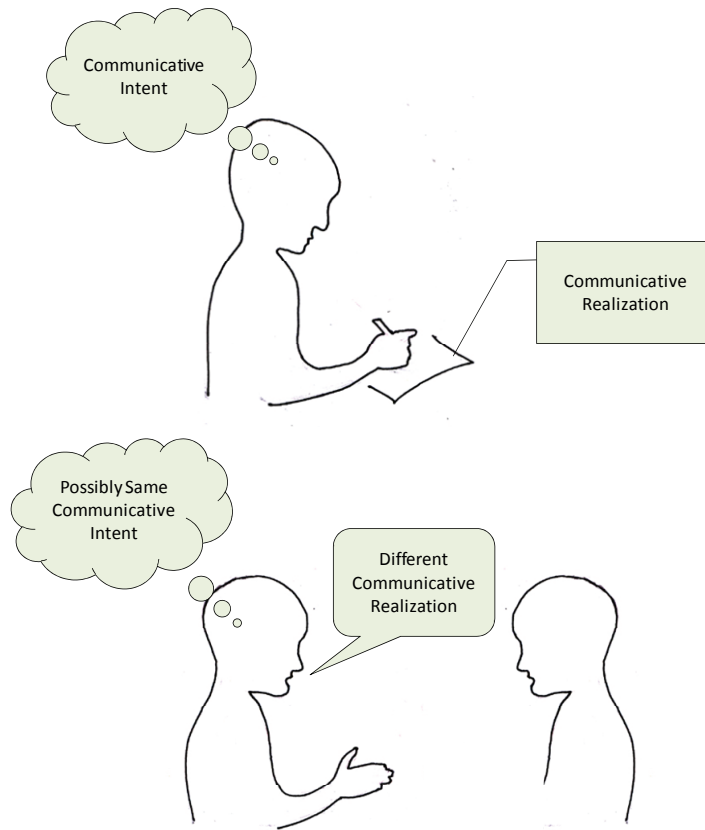 Communicative
Intent
Communicative
Realization
Possibly Same
Communicative
Intent
Different
Communicative
Realization